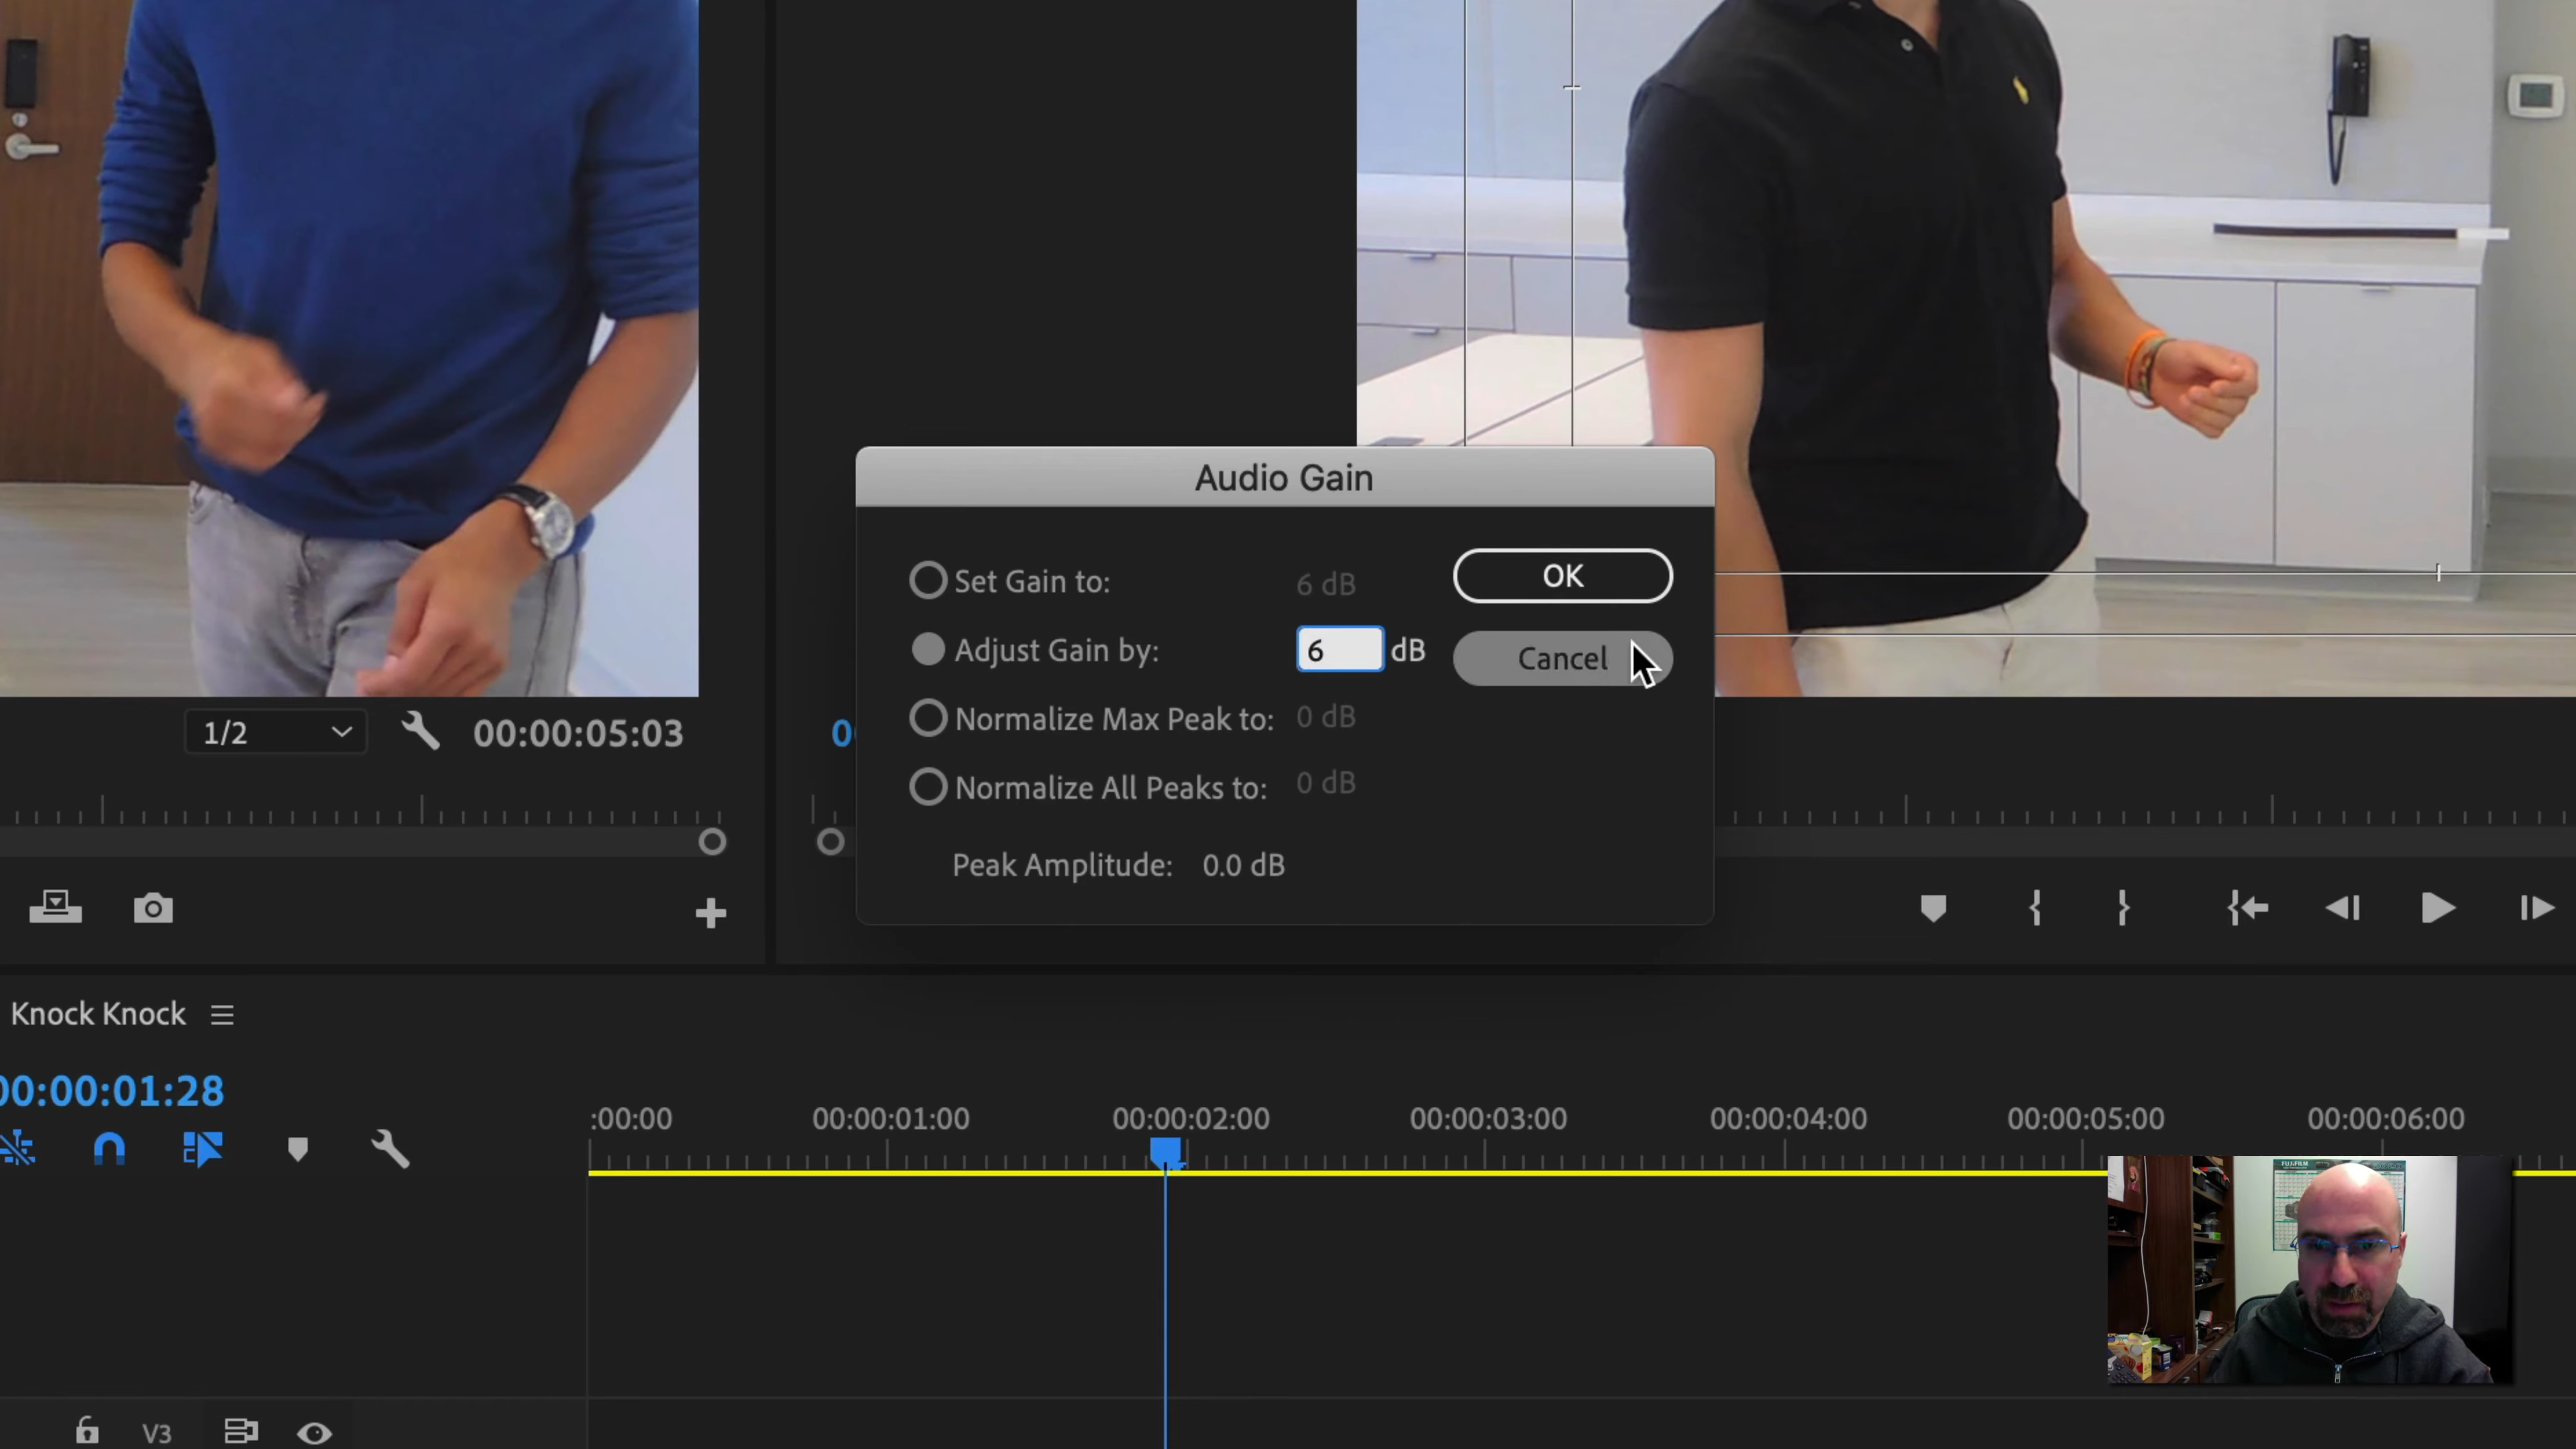 Audio Gain
Set Gain to: 6 dB
OK
Adjust Gain by: 6 dB
Cancel
Normalize Max Peak to: 0 dB
Normalize All Peaks to: 0 dB
Peak Amplitude: 0.0 dB
1/2
00:00:05:03
Knock Knock
00:00:01:28
:00:00 00:00:01:00 00:00:02:00 00:00:03:00 00:00:04:00 00:00:05:00 00:00:06:00
FUJIFILM
V3